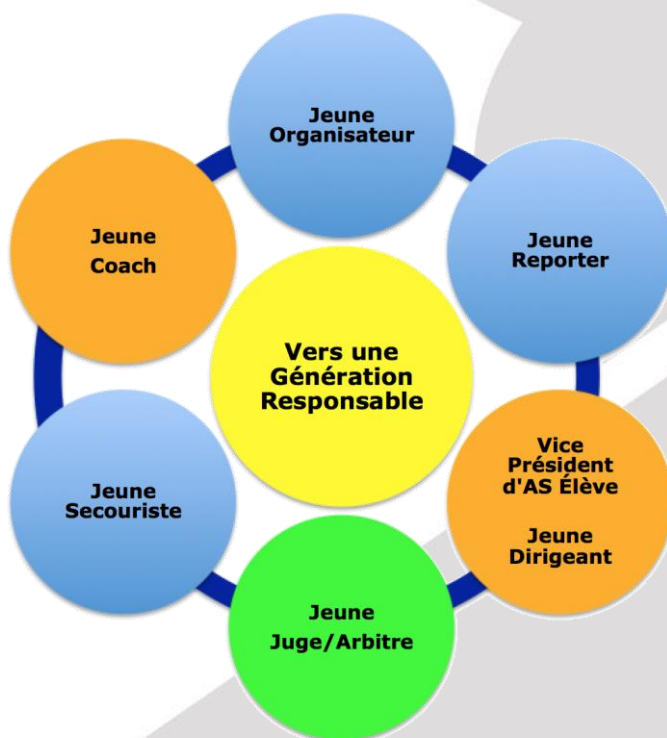 Jeune
Organisateur
Jeune
Reporter
Vice
Président
d'AS Élève
Jeune
Dirigeant
Jeune
Juge/Arbitre
Jeune
Secouriste
Jeune
Coach
Vers une
Génération
Responsable